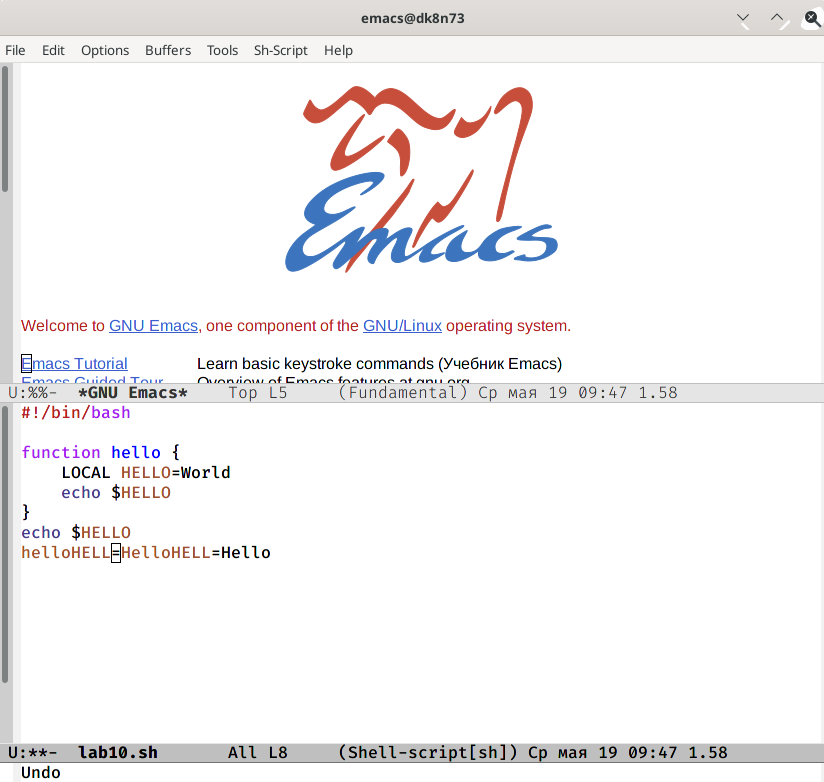 emacs@dk8n73
File Edit Options Buffers Tools Sh-Script Help
Emacs
Welcome to GNU Emacs, one component of the GNU/Linux operating system.
Emacs Tutorial Learn basic keystroke commands (Учебник Emacs)
Emacs Guided Tour Overview of Emacs features at gnu.org
U:%%- *GNU Emacs* Top L5 (Fundamental) Ср мая 19 09:47 1.58
#!/bin/bash
function hello {
    LOCAL HELLO=World
    echo $HELLO
}
echo $HELLO
helloHELL=HelloHELL=Hello
U:**- lab10.sh All L8 (Shell-script[sh]) Ср мая 19 09:47 1.58
Undo